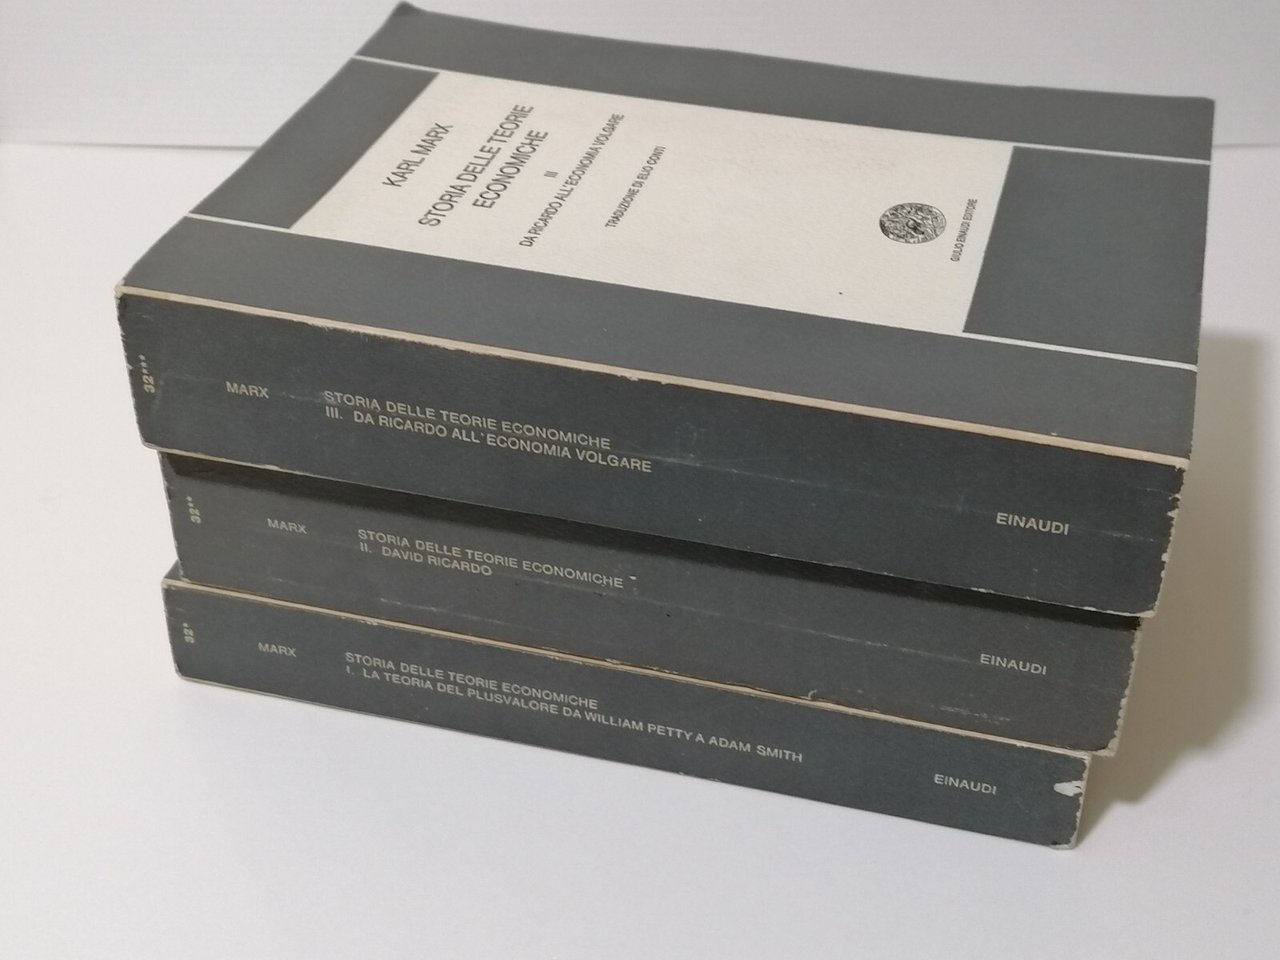 KARL MARX
STORIA DELLE TEORIE
ECONOMICHE
III
DA RICARDO ALL'ECONOMIA VOLGARE
TRADUZIONE DI ELIO CONTI
GIULIO EINAUDI EDITORE
32***
MARX
STORIA DELLE TEORIE ECONOMICHE
III. DA RICARDO ALL'ECONOMIA VOLGARE
EINAUDI
32**
MARX
STORIA DELLE TEORIE ECONOMICHE
II. DAVID RICARDO
EINAUDI
32*
MARX
STORIA DELLE TEORIE ECONOMICHE
I. LA TEORIA DEL PLUSVALORE DA WILLIAM PETTY A ADAM SMITH
EINAUDI